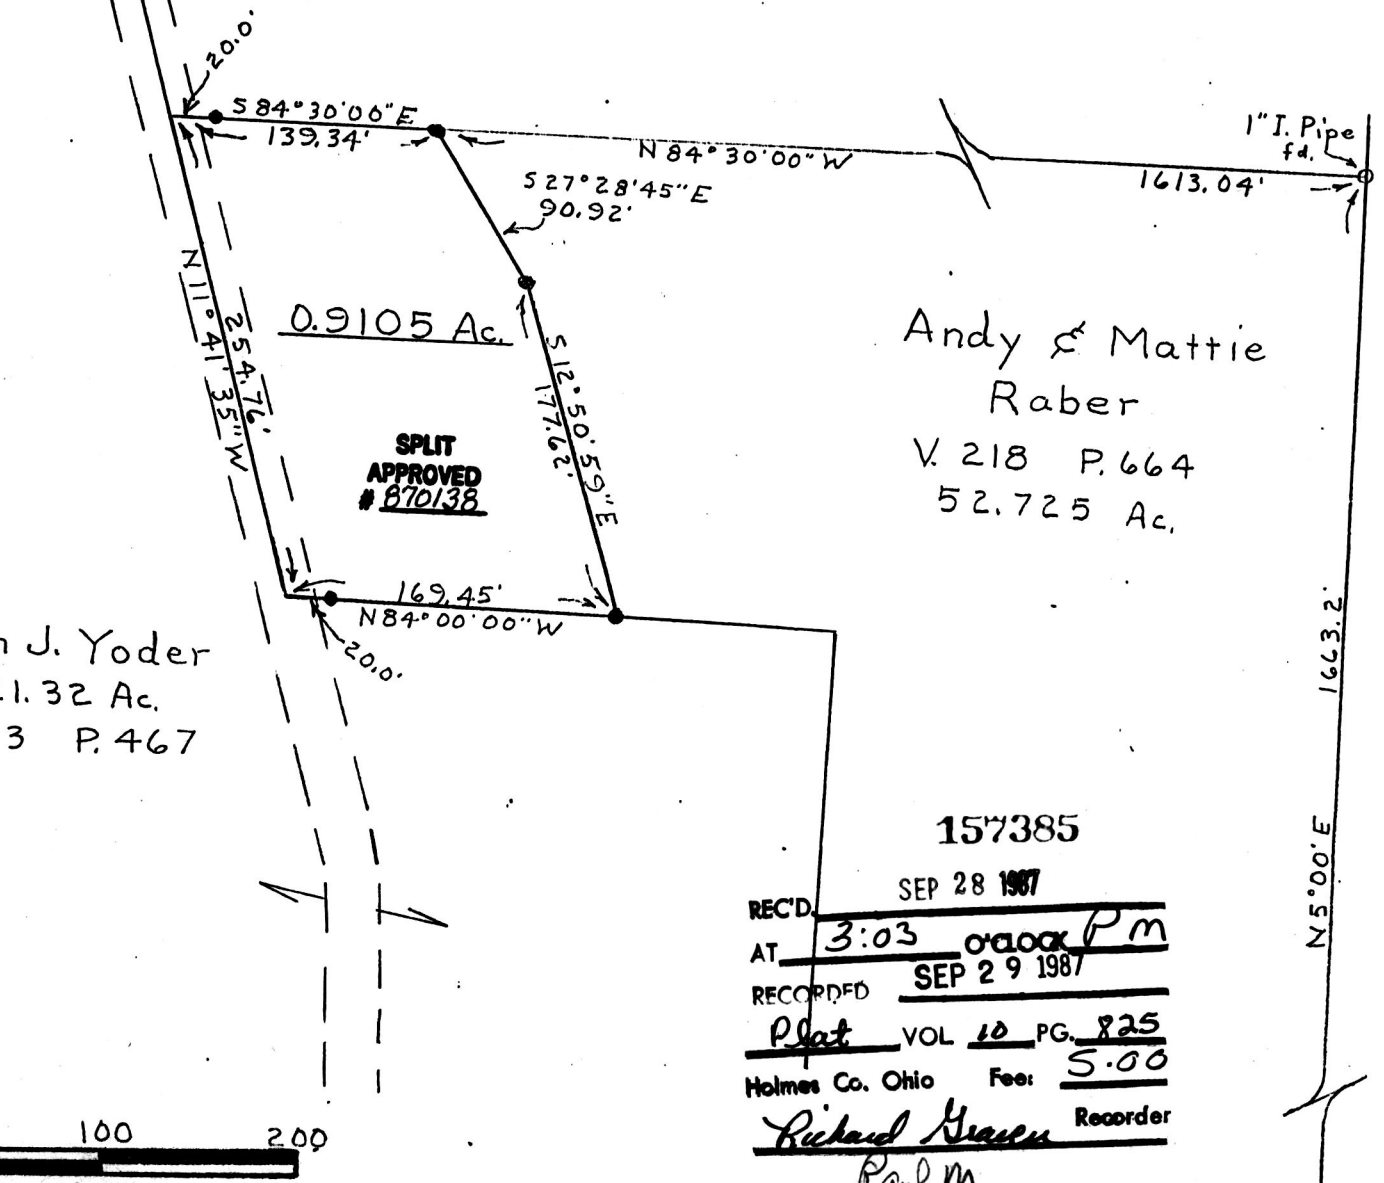 20.0'
S 84°30'00" E
139.34'
N 84°30'00" W
1" I. Pipe
fd.
1613.04'
S 27°28'45" E
90.92'
N 11°41'35" W
254.76'
0.9105 Ac.
S 12°50'59" E
177.62'
Andy & Mattie
Raber
V. 218 P. 664
52.725 Ac.
SPLIT
APPROVED
# 870138
169.45'
N 84°00'00" W
20.0'
J. Yoder
1.32 Ac.
3 P. 467
1663.2'
N 5°00' E
157385
REC'D. SEP 28 1987
AT 3:03 O'CLOCK P M
RECORDED SEP 29 1987
Plat VOL 10 PG. 825
Holmes Co. Ohio Fee: 5.00
Richard Graven Recorder
100 200